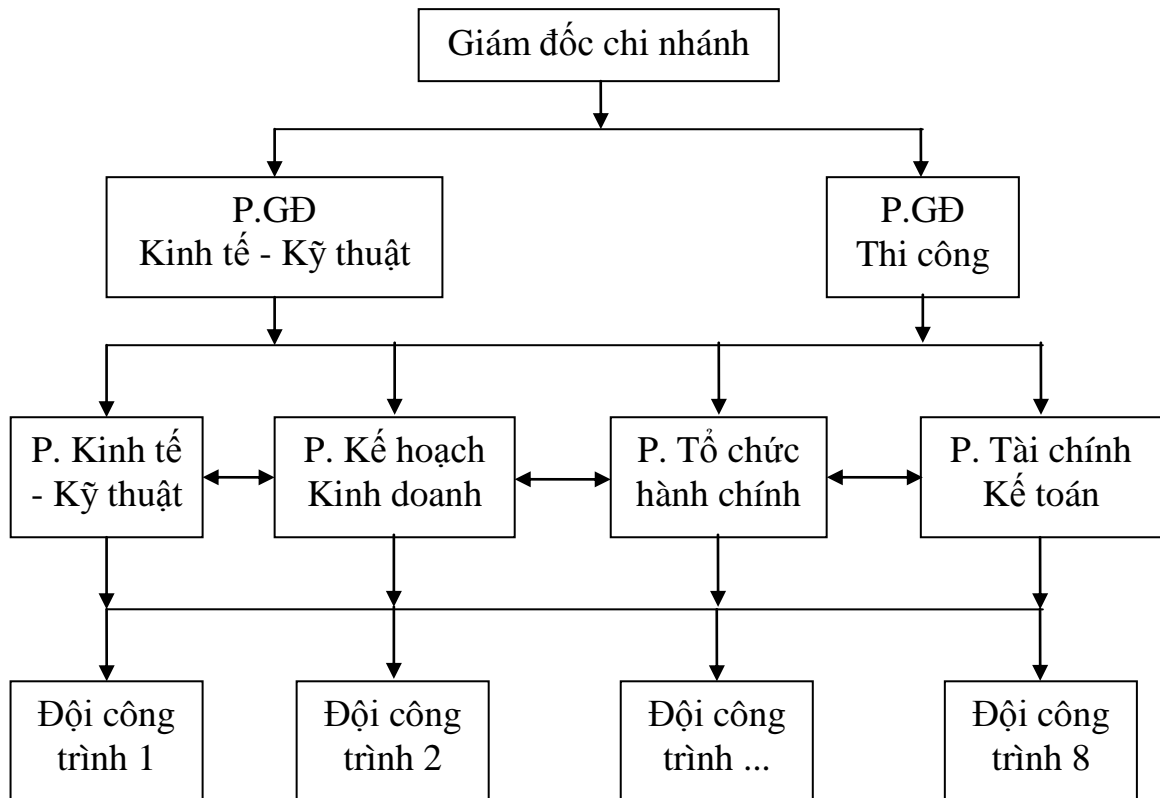 Giám đốc chi nhánh
P.GĐ
Kinh tế - Kỹ thuật
P.GĐ
Thi công
P. Kinh tế
- Kỹ thuật
P. Kế hoạch
Kinh doanh
P. Tổ chức
hành chính
P. Tài chính
Kế toán
Đội công
trình 1
Đội công
trình 2
Đội công
trình ...
Đội công
trình 8